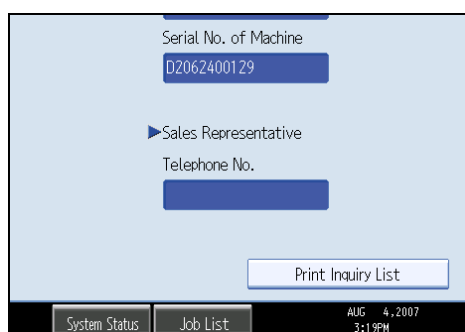 Serial No. of Machine
D2062400129
Sales Representative
Telephone No.
Print Inquiry List
System Status
Job List
AUG 4,2007
3:19PM